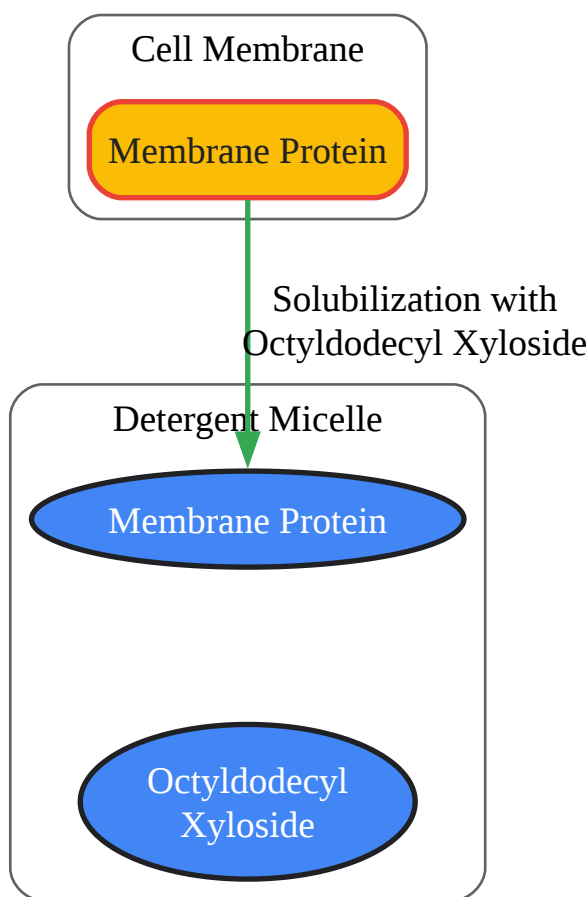 Cell Membrane
Membrane Protein
Solubilization with
Octyldodecyl Xyloside
Detergent Micelle
Membrane Protein
Octyldodecyl
Xyloside